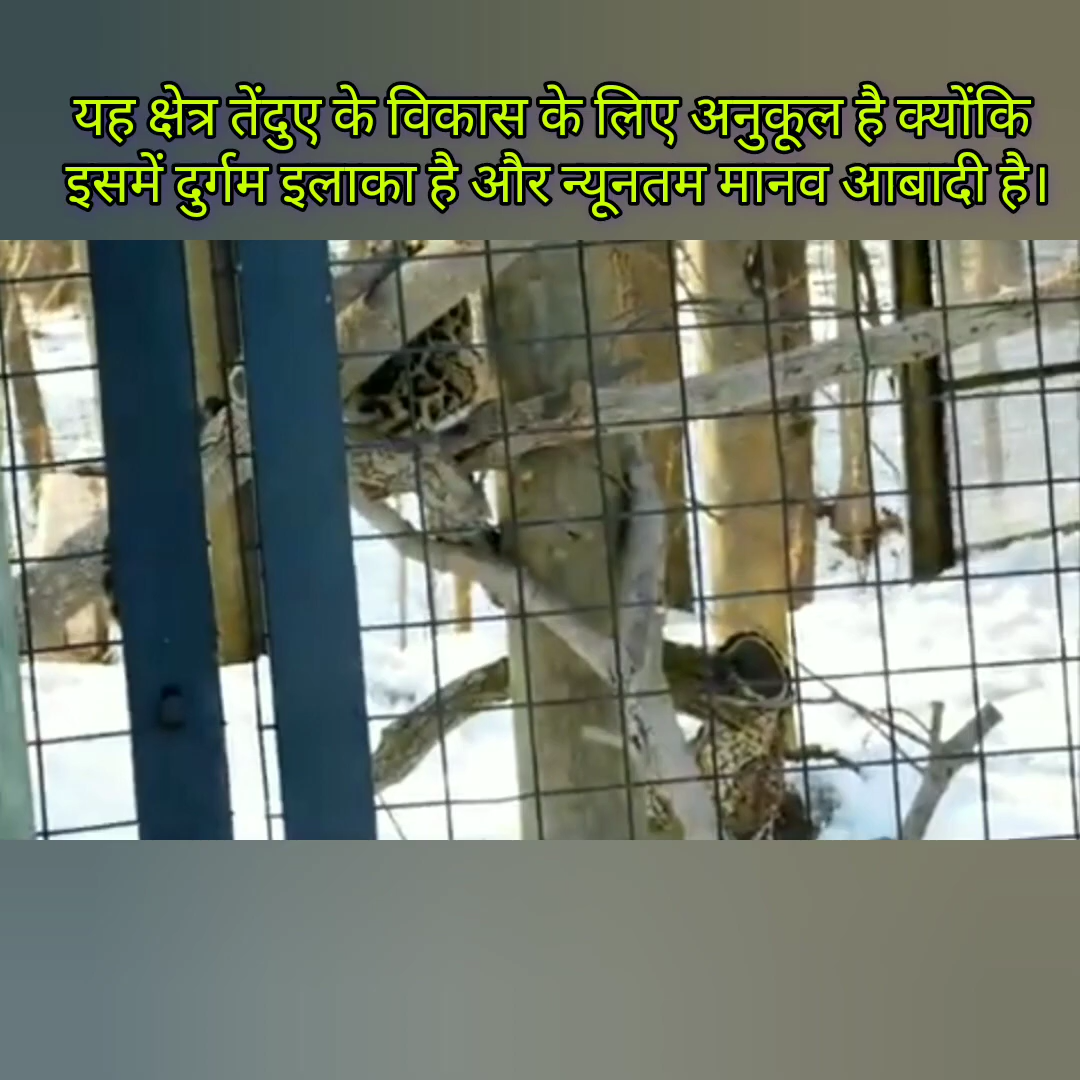 यह क्षेत्र तेंदुए के विकास के लिए अनुकूल है क्योंकि
इसमें दुर्गम इलाका है और न्यूनतम मानव आबादी है।